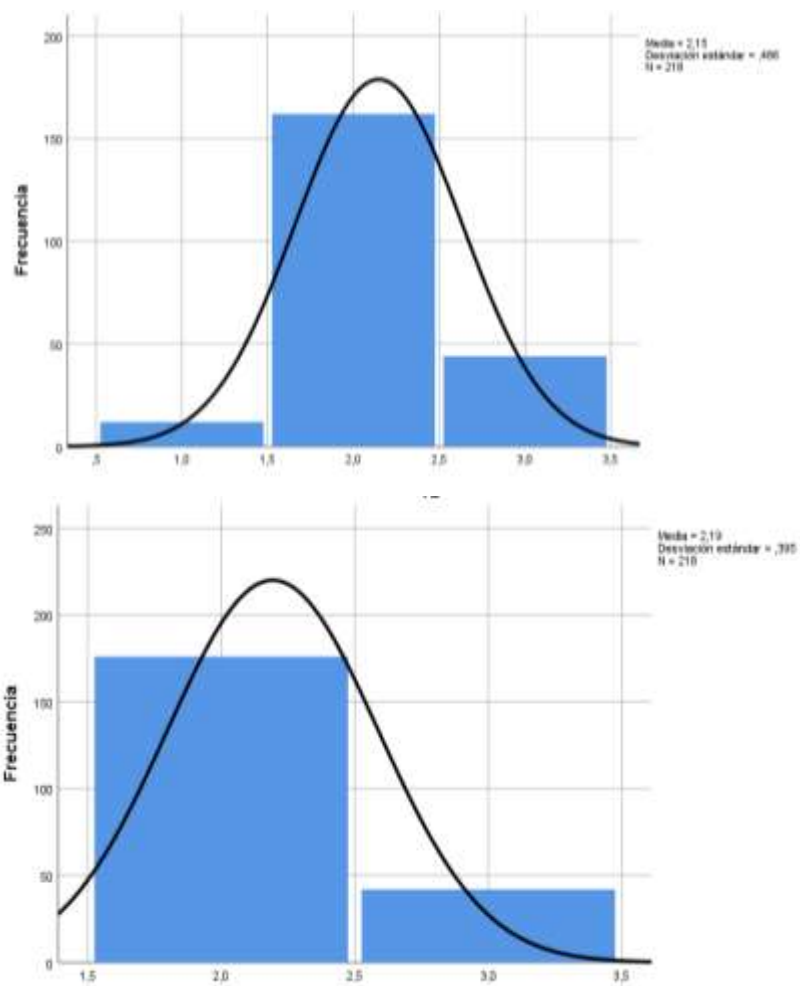 200
150
100
50
0
Frecuencia
,5
1,0
1,5
2,0
2,5
3,0
3,5
Media = 2,15
Desviación estándar = ,486
N = 218
250
200
150
100
50
0
Frecuencia
1,5
2,0
2,5
3,0
3,5
Media = 2,19
Desviación estándar = ,395
N = 218